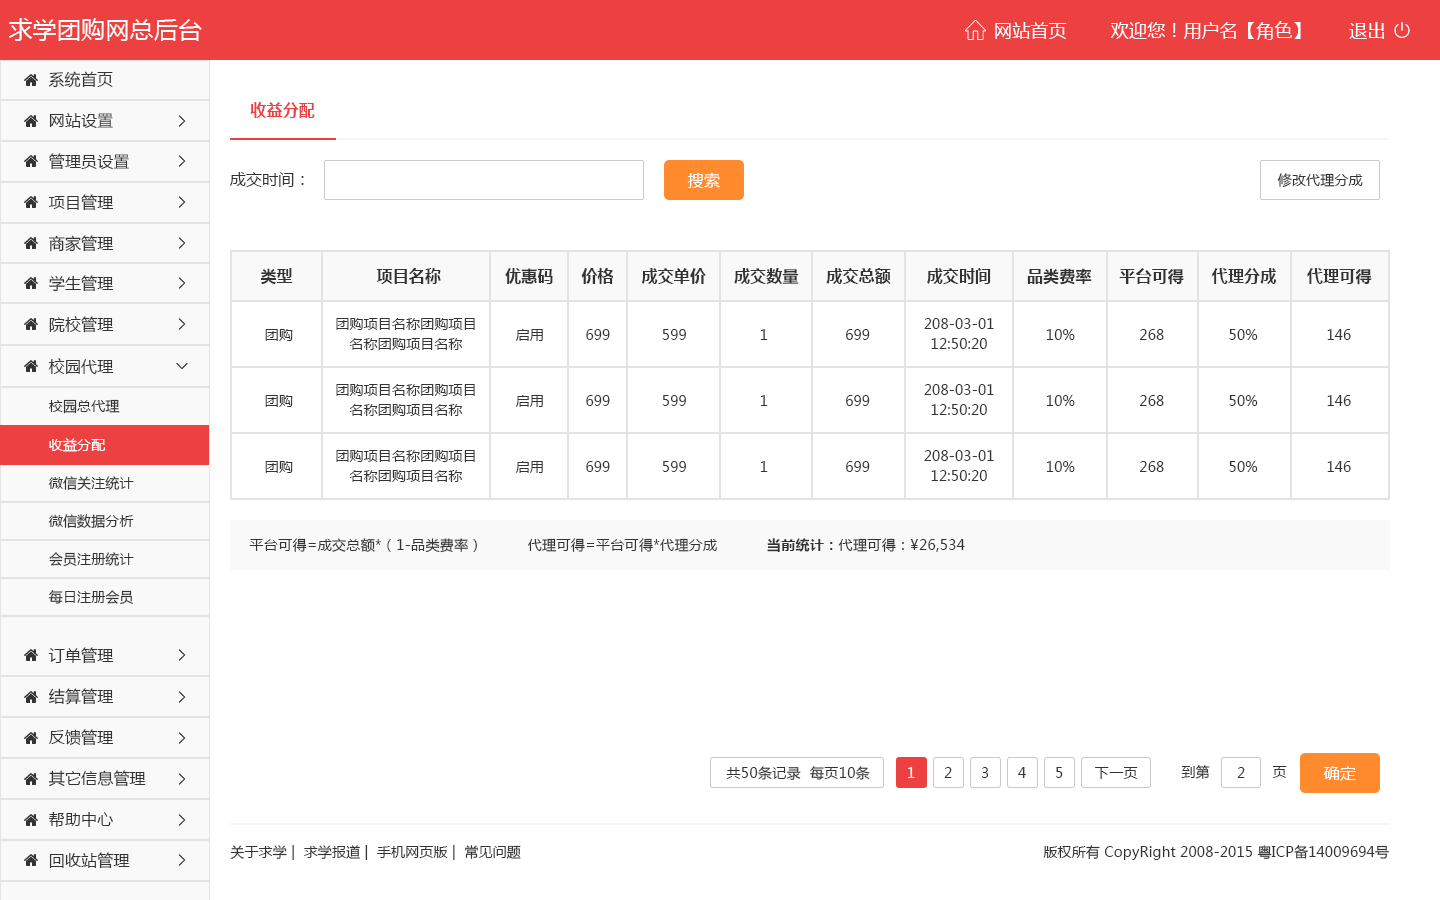 求学团购网总后台
网站首页
欢迎您！用户名【角色】
退出
系统首页
网站设置
管理员设置
项目管理
商家管理
学生管理
院校管理
校园代理
校园总代理
收益分配
微信关注统计
微信数据分析
会员注册统计
每日注册会员
订单管理
结算管理
反馈管理
其它信息管理
帮助中心
回收站管理
收益分配
成交时间：
搜索
修改代理分成
类型 项目名称 优惠码 价格 成交单价 成交数量 成交总额 成交时间 品类费率 平台可得 代理分成 代理可得
团购 团购项目名称团购项目名称团购项目名称 启用 699 599 1 699 208-03-01 12:50:20 10% 268 50% 146
团购 团购项目名称团购项目名称团购项目名称 启用 699 599 1 699 208-03-01 12:50:20 10% 268 50% 146
团购 团购项目名称团购项目名称团购项目名称 启用 699 599 1 699 208-03-01 12:50:20 10% 268 50% 146
平台可得=成交总额*（1-品类费率） 代理可得=平台可得*代理分成 当前统计：代理可得：¥26,534
共50条记录 每页10条 1 2 3 4 5 下一页 到第 2 页 确定
关于求学 | 求学报道 | 手机网页版 | 常见问题
版权所有 CopyRight 2008-2015 粤ICP备14009694号